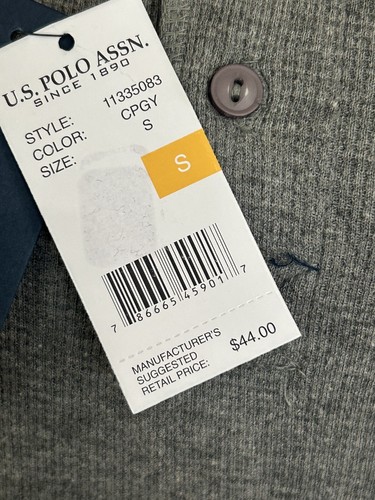 U.S. POLO ASSN.
SINCE 1890
STYLE: 11335083
COLOR: CPGY
SIZE: S
S
7 86665 45901 7
MANUFACTURER'S
SUGGESTED
RETAIL PRICE: $44.00